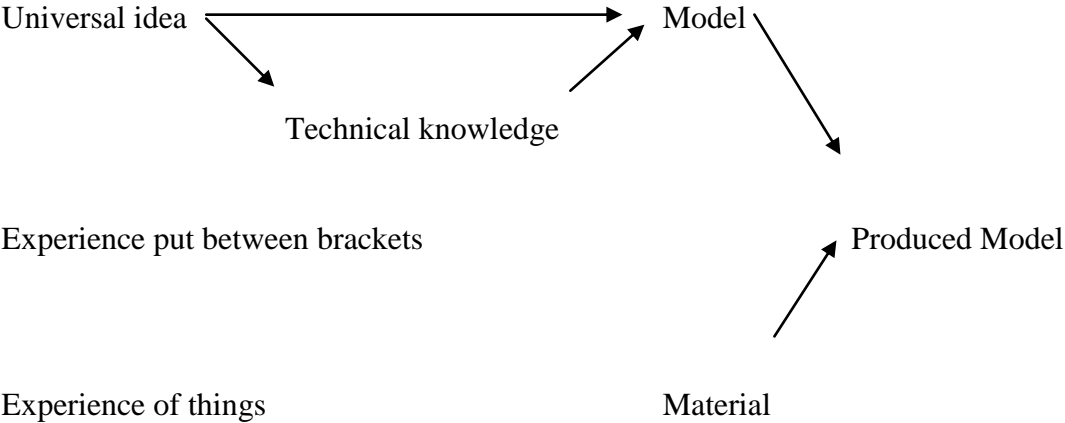 Universal idea Model
Technical knowledge
Experience put between brackets Produced Model
Experience of things Material